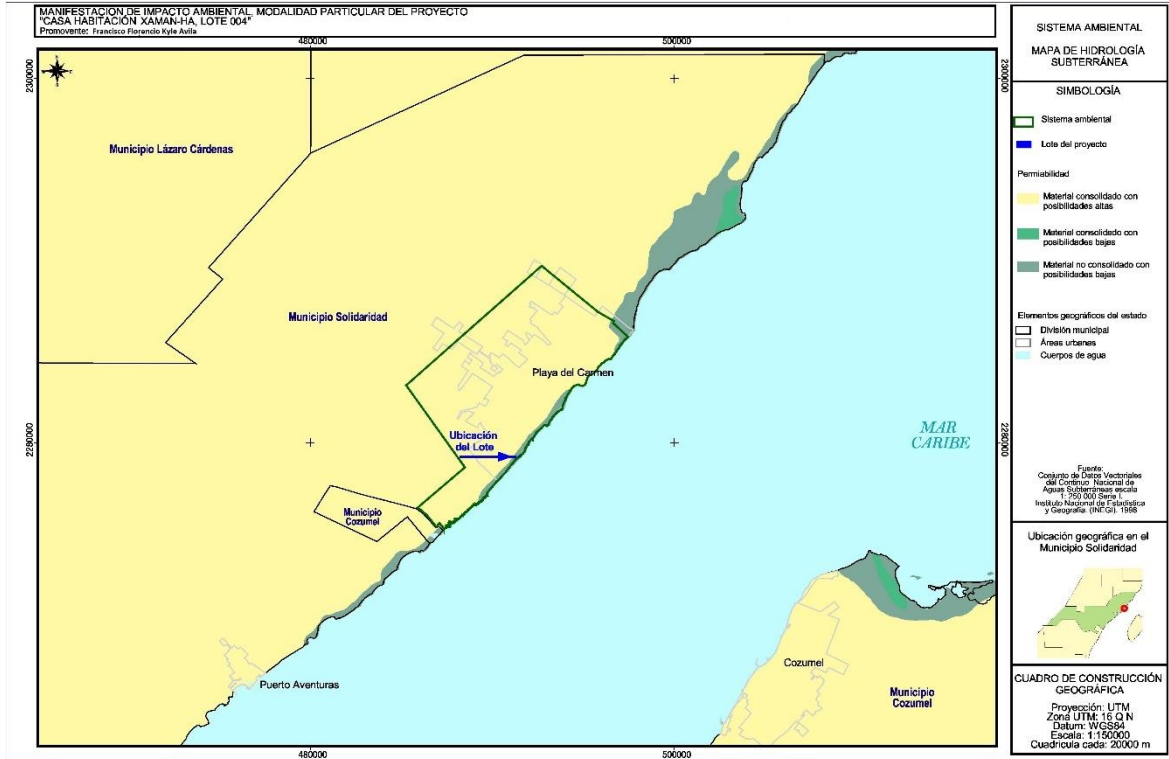 MANIFESTACIÓN DE IMPACTO AMBIENTAL, MODALIDAD PARTICULAR DEL PROYECTO
"CASA HABITACIÓN XAMAN-HA, LOTE 004"
Promovente: Francisco Florencio Kyle Avila
480000
500000
2300000
2300000
Municipio Lázaro Cárdenas
Municipio Solidaridad
Playa del Carmen
Ubicación
del Lote
2280000
2280000
MAR
CARIBE
Municipio
Cozumel
Puerto Aventuras
Cozumel
Municipio
Cozumel
480000
500000
SISTEMA AMBIENTAL
MAPA DE HIDROLOGÍA
SUBTERRÁNEA
SIMBOLOGÍA
Sistema ambiental
Lote del proyecto
Permiabilidad
Material consolidado con
posibilidades altas
Material consolidado con
posibilidades bajas
Material no consolidado con
posibilidades bajas
Elementos geográficos del estado
División municipal
Áreas urbanas
Cuerpos de agua
Fuente:
Conjunto de Datos Vectoriales
del Continuo Nacional de
Aguas Subterráneas escala
1: 250 000 Serie I.
Instituto Nacional de Estadística
y Geografía. (INEGI). 1998
Ubicación geográfica en el
Municipio Solidaridad
CUADRO DE CONSTRUCCIÓN
GEOGRÁFICA
Proyección: UTM
Zona UTM: 16 Q N
Datum: WGS84
Escala: 1:150000
Cuadrícula cada: 20000 m